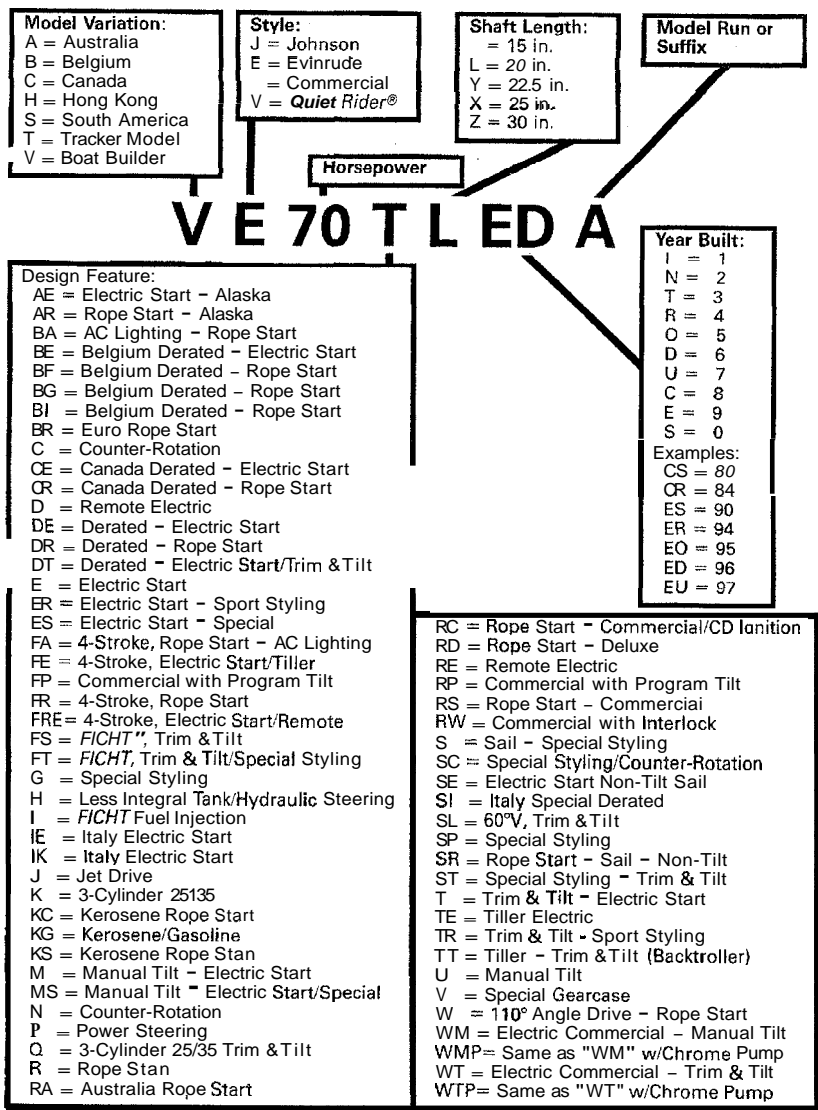 Model Variation:
A = Australia
B = Belgium
C = Canada
H = Hong Kong
S = South America
T = Tracker Model
V = Boat Builder
Style:
J = Johnson
E = Evinrude
= Commercial
V = Quiet Rider®
Shaft Length:
= 15 in.
L = 20 in.
Y = 22.5 in.
X = 25 in.
Z = 30 in.
Model Run or
Suffix
Horsepower
V E 70 T L ED A
Year Built:
I = 1
N = 2
T = 3
R = 4
O = 5
D = 6
U = 7
C = 8
E = 9
S = 0
Examples:
CS = 80
CR = 84
ES = 90
ER = 94
EO = 95
ED = 96
EU = 97
Design Feature:
AE = Electric Start – Alaska
AR = Rope Start – Alaska
BA = AC Lighting – Rope Start
BE = Belgium Derated – Electric Start
BF = Belgium Derated – Rope Start
BG = Belgium Derated – Rope Start
BI = Belgium Derated – Rope Start
BR = Euro Rope Start
C = Counter-Rotation
CE = Canada Derated – Electric Start
CR = Canada Derated – Rope Start
D = Remote Electric
DE = Derated – Electric Start
DR = Derated – Rope Start
DT = Derated – Electric Start/Trim & Tilt
E = Electric Start
ER = Electric Start – Sport Styling
ES = Electric Start – Special
FA = 4-Stroke, Rope Start – AC Lighting
FE = 4-Stroke, Electric Start/Tiller
FP = Commercial with Program Tilt
FR = 4-Stroke, Rope Start
FRE= 4-Stroke, Electric Start/Remote
FS = FICHT", Trim & Tilt
FT = FICHT, Trim & Tilt/Special Styling
G = Special Styling
H = Less Integral Tank/Hydraulic Steering
I = FICHT Fuel Injection
IE = Italy Electric Start
IK = Italy Electric Start
J = Jet Drive
K = 3-Cylinder 25135
KC = Kerosene Rope Start
KG = Kerosene/Gasoline
KS = Kerosene Rope Stan
M = Manual Tilt – Electric Start
MS = Manual Tilt – Electric Start/Special
N = Counter-Rotation
P = Power Steering
Q = 3-Cylinder 25/35 Trim & Tilt
R = Rope Stan
RA = Australia Rope Start
RC = Rope Start – Commercial/CD Ignition
RD = Rope Start – Deluxe
RE = Remote Electric
RP = Commercial with Program Tilt
RS = Rope Start – Commerciai
RW = Commercial with Interlock
S = Sail – Special Styling
SC = Special Styling/Counter-Rotation
SE = Electric Start Non-Tilt Sail
SI = Italy Special Derated
SL = 60°V, Trim & Tilt
SP = Special Styling
SR = Rope Start – Sail – Non-Tilt
ST = Special Styling – Trim & Tilt
T = Trim & Tilt – Electric Start
TE = Tiller Electric
TR = Trim & Tilt - Sport Styling
TT = Tiller – Trim & Tilt (Backtroller)
U = Manual Tilt
V = Special Gearcase
W = 110° Angle Drive – Rope Start
WM = Electric Commercial – Manual Tilt
WMP= Same as "WM" w/Chrome Pump
WT = Electric Commercial – Trim & Tilt
WTP= Same as "WT" w/Chrome Pump